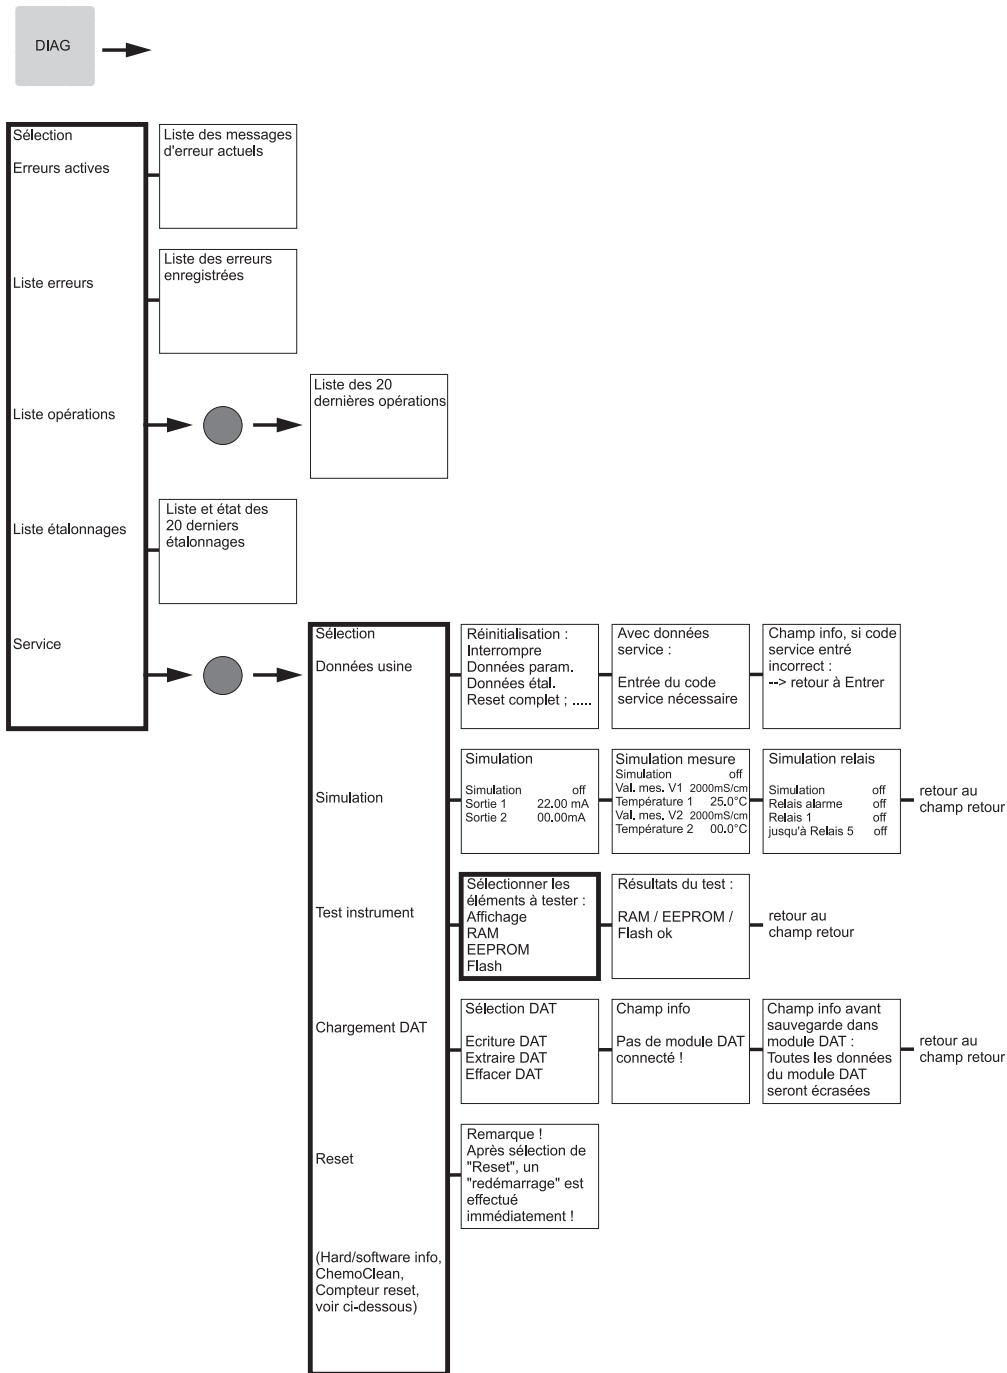 DIAG
Sélection
Erreurs actives
Liste des messages
d'erreur actuels
Liste erreurs
Liste des erreurs
enregistrées
Liste opérations
Liste des 20
dernières opérations
Liste étalonnages
Liste et état des
20 derniers
étalonnages
Service
Sélection
Données usine
Réinitialisation :
Interrompre
Données param.
Données étal.
Reset complet ; .....
Avec données
service :
Entrée du code
service nécessaire
Champ info, si code
service entré
incorrect :
--> retour à Entrer
Simulation
Simulation
Simulation off
Sortie 1 22.00 mA
Sortie 2 00.00mA
Simulation mesure
Simulation off
Val. mes. V1 2000mS/cm
Température 1 25.0°C
Val. mes. V2 2000mS/cm
Température 2 00.0°C
Simulation relais
Simulation off
Relais alarme off
Relais 1 off
jusqu'à Relais 5 off
retour au
champ retour
Test instrument
Sélectionner les
éléments à tester :
Affichage
RAM
EEPROM
Flash
Résultats du test :
RAM / EEPROM /
Flash ok
retour au
champ retour
Chargement DAT
Sélection DAT
Ecriture DAT
Extraire DAT
Effacer DAT
Champ info
Pas de module DAT
connecté !
Champ info avant
sauvegarde dans
module DAT :
Toutes les données
du module DAT
seront écrasées
retour au
champ retour
Reset
Remarque !
Après sélection de
"Reset", un
"redémarrage" est
effectué
immédiatement !
(Hard/software info,
ChemoClean,
Compteur reset,
voir ci-dessous)